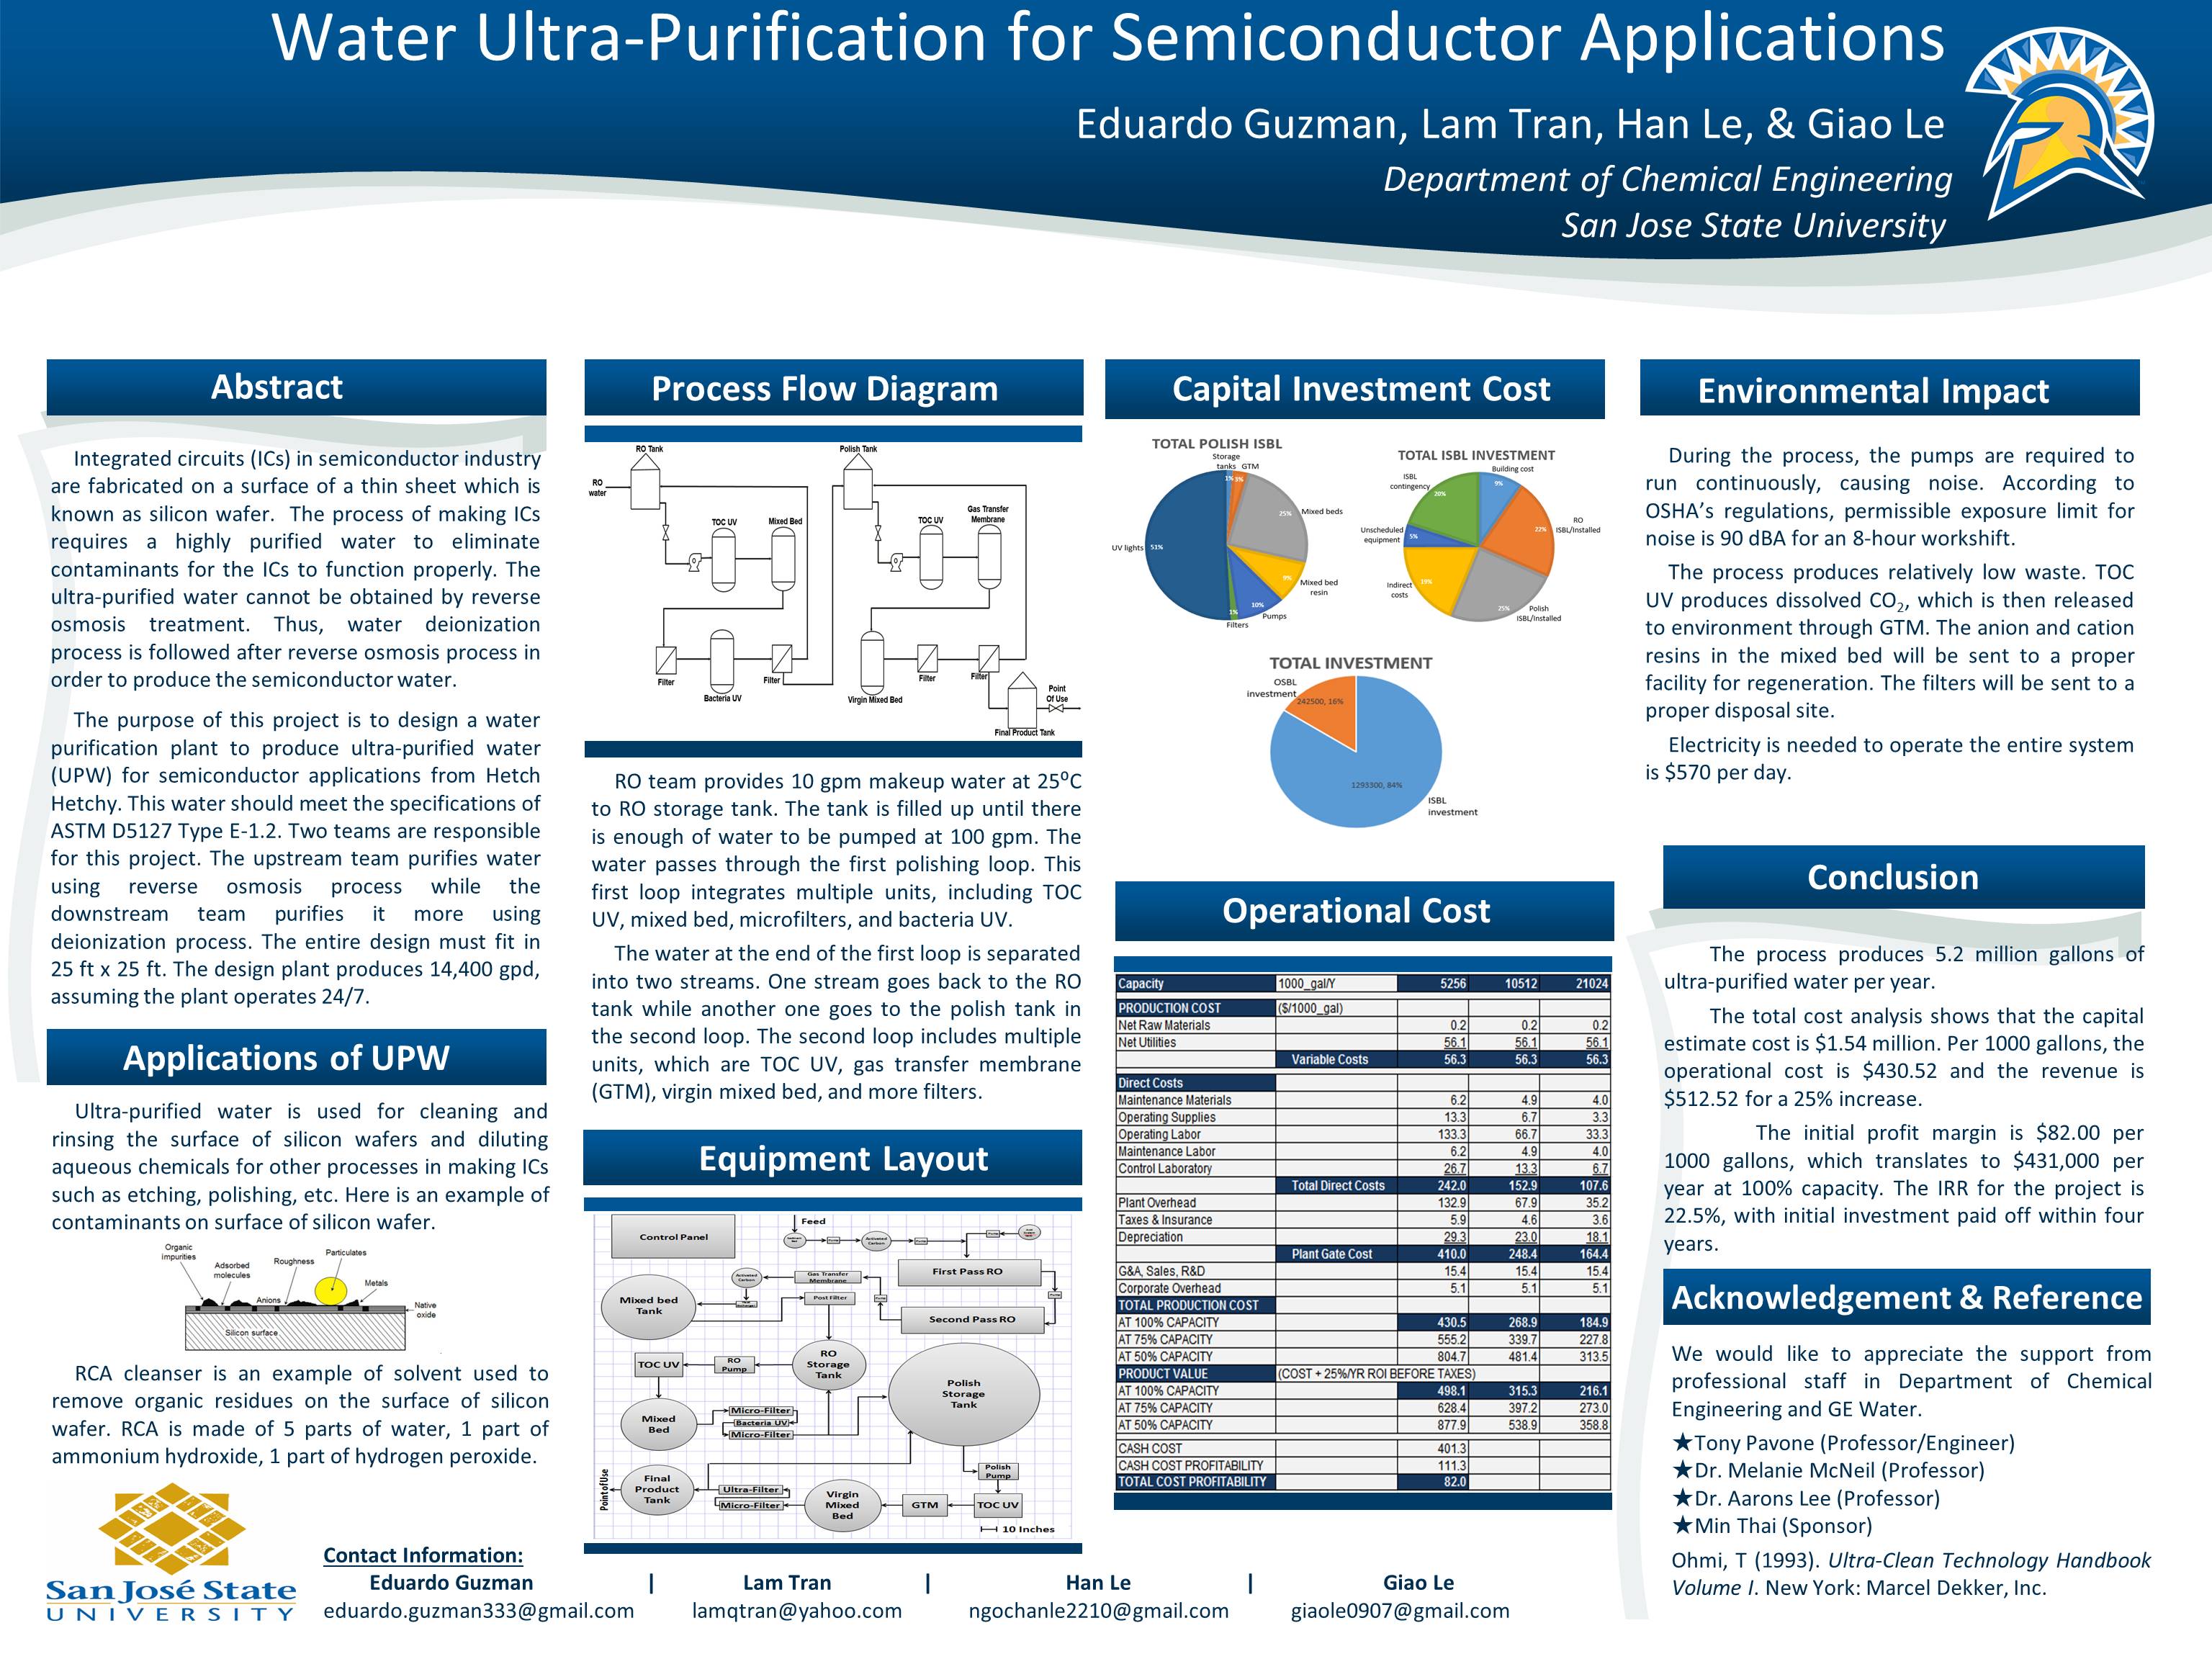 Water Ultra-Purification for Semiconductor Applications
Eduardo Guzman, Lam Tran, Han Le, & Giao Le
Department of Chemical Engineering
San Jose State University
Abstract
Integrated circuits (ICs) in semiconductor industry
are fabricated on a surface of a thin sheet which is
known as silicon wafer. The process of making ICs
requires a highly purified water to eliminate
contaminants for the ICs to function properly. The
ultra-purified water cannot be obtained by reverse
osmosis treatment. Thus, water deionization
process is followed after reverse osmosis process in
order to produce the semiconductor water.
The purpose of this project is to design a water
purification plant to produce ultra-purified water
(UPW) for semiconductor applications from Hetch
Hetchy. This water should meet the specifications of
ASTM D5127 Type E-1.2. Two teams are responsible
for this project. The upstream team purifies water
using reverse osmosis process while the
downstream team purifies it more using
deionization process. The entire design must fit in
25 ft x 25 ft. The design plant produces 14,400 gpd,
assuming the plant operates 24/7.
Applications of UPW
Ultra-purified water is used for cleaning and
rinsing the surface of silicon wafers and diluting
aqueous chemicals for other processes in making ICs
such as etching, polishing, etc. Here is an example of
contaminants on surface of silicon wafer.
Organic
impurities
Adsorbed
molecules
Roughness
Particulates
Anions
Metals
Native
oxide
Silicon surface
RCA cleanser is an example of solvent used to
remove organic residues on the surface of silicon
wafer. RCA is made of 5 parts of water, 1 part of
ammonium hydroxide, 1 part of hydrogen peroxide.
San José State
UNIVERSITY
Process Flow Diagram
RO Tank
Polish Tank
RO
water
TOC UV
Mixed Bed
TOC UV
Gas Transfer
Membrane
Filter
Bacteria UV
Filter
Virgin Mixed Bed
Filter
Filter
Point
Of Use
Final Product Tank
RO team provides 10 gpm makeup water at 25⁰C
to RO storage tank. The tank is filled up until there
is enough of water to be pumped at 100 gpm. The
water passes through the first polishing loop. This
first loop integrates multiple units, including TOC
UV, mixed bed, microfilters, and bacteria UV.
The water at the end of the first loop is separated
into two streams. One stream goes back to the RO
tank while another one goes to the polish tank in
the second loop. The second loop includes multiple
units, which are TOC UV, gas transfer membrane
(GTM), virgin mixed bed, and more filters.
Equipment Layout
Control Panel
Feed
Activated
Carbon
First Pass RO
Activated
Carbon
Gas Transfer
Membrane
Mixed bed
Tank
Post Filter
Second Pass RO
TOC UV
RO
Pump
RO
Storage
Tank
Polish
Storage
Tank
Mixed
Bed
Micro-Filter
Bacteria UV
Micro-Filter
Point of Use
Final
Product
Tank
Ultra-Filter
Micro-Filter
Virgin
Mixed
Bed
GTM
TOC UV
Polish
Pump
10 Inches
Capital Investment Cost
TOTAL POLISH ISBL
Storage
tanks
GTM
1%
3%
25%
Mixed beds
UV lights
51%
9%
Mixed bed
resin
10%
Pumps
1%
Filters
TOTAL ISBL INVESTMENT
Building cost
9%
ISBL
contingency
20%
22%
RO
ISBL/Installed
Unscheduled
equipment
5%
Indirect
costs
19%
25%
Polish
ISBL/Installed
TOTAL INVESTMENT
OSBL
investment
242500, 16%
1293300, 84%
ISBL
investment
Operational Cost
Capacity 1000_gal/Y 5256 10512 21024
PRODUCTION COST ($/1000_gal)
Net Raw Materials 0.2 0.2 0.2
Net Utilities 56.1 56.1 56.1
Variable Costs 56.3 56.3 56.3
Direct Costs
Maintenance Materials 6.2 4.9 4.0
Operating Supplies 13.3 6.7 3.3
Operating Labor 133.3 66.7 33.3
Maintenance Labor 6.2 4.9 4.0
Control Laboratory 26.7 13.3 6.7
Total Direct Costs 242.0 152.9 107.6
Plant Overhead 132.9 67.9 35.2
Taxes & Insurance 5.9 4.6 3.6
Depreciation 29.3 23.0 18.1
Plant Gate Cost 410.0 248.4 164.4
G&A, Sales, R&D 15.4 15.4 15.4
Corporate Overhead 5.1 5.1 5.1
TOTAL PRODUCTION COST
AT 100% CAPACITY 430.5 268.9 184.9
AT 75% CAPACITY 555.2 339.7 227.8
AT 50% CAPACITY 804.7 481.4 313.5
PRODUCT VALUE (COST + 25%/YR ROI BEFORE TAXES)
AT 100% CAPACITY 498.1 315.3 216.1
AT 75% CAPACITY 628.4 397.2 273.0
AT 50% CAPACITY 877.9 538.9 358.8
CASH COST 401.3
CASH COST PROFITABILITY 111.3
TOTAL COST PROFITABILITY 82.0
Environmental Impact
During the process, the pumps are required to
run continuously, causing noise. According to
OSHA's regulations, permissible exposure limit for
noise is 90 dBA for an 8-hour workshift.
The process produces relatively low waste. TOC
UV produces dissolved CO2, which is then released
to environment through GTM. The anion and cation
resins in the mixed bed will be sent to a proper
facility for regeneration. The filters will be sent to a
proper disposal site.
Electricity is needed to operate the entire system
is $570 per day.
Conclusion
The process produces 5.2 million gallons of
ultra-purified water per year.
The total cost analysis shows that the capital
estimate cost is $1.54 million. Per 1000 gallons, the
operational cost is $430.52 and the revenue is
$512.52 for a 25% increase.
The initial profit margin is $82.00 per
1000 gallons, which translates to $431,000 per
year at 100% capacity. The IRR for the project is
22.5%, with initial investment paid off within four
years.
Acknowledgement & Reference
We would like to appreciate the support from
professional staff in Department of Chemical
Engineering and GE Water.
★Tony Pavone (Professor/Engineer)
★Dr. Melanie McNeil (Professor)
★Dr. Aarons Lee (Professor)
★Min Thai (Sponsor)
Ohmi, T (1993). Ultra-Clean Technology Handbook
Volume I. New York: Marcel Dekker, Inc.
Contact Information:
Eduardo Guzman | Lam Tran | Han Le | Giao Le
eduardo.guzman333@gmail.com lamqtran@yahoo.com ngochanle2210@gmail.com giaole0907@gmail.com